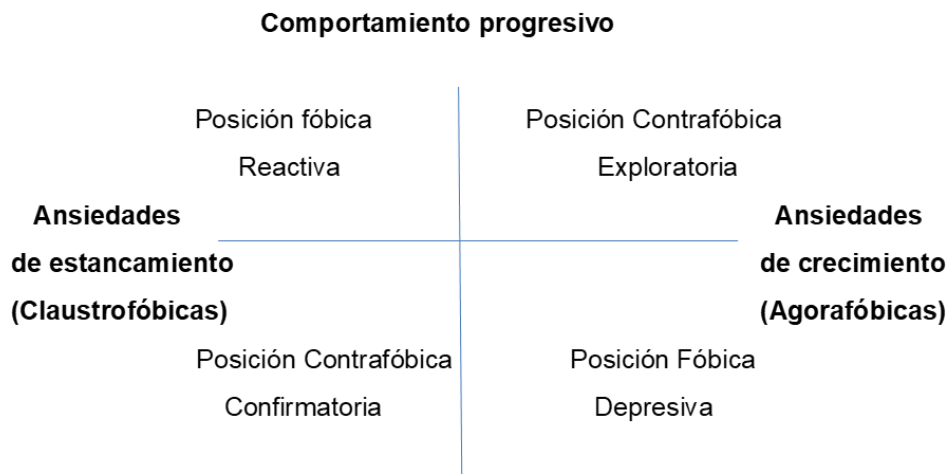 Comportamiento progresivo
Posición fóbica
Reactiva
Posición Contrafóbica
Exploratoria
Ansiedades
de estancamiento
(Claustrofóbicas)
Ansiedades
de crecimiento
(Agorafóbicas)
Posición Contrafóbica
Confirmatoria
Posición Fóbica
Depresiva